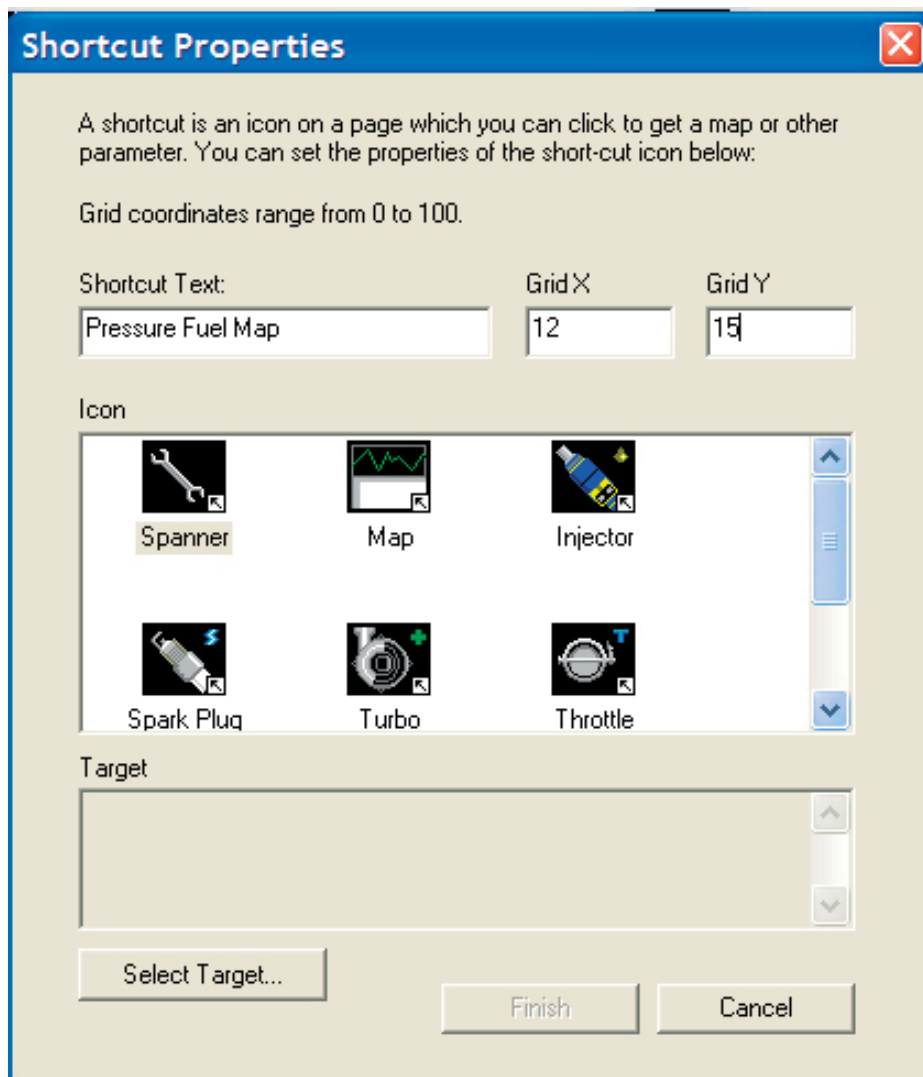 Shortcut Properties
A shortcut is an icon on a page which you can click to get a map or other
parameter. You can set the properties of the short-cut icon below:
Grid coordinates range from 0 to 100.
Shortcut Text: Grid X Grid Y
Pressure Fuel Map 12 15
Icon
Spanner Map Injector
Spark Plug Turbo Throttle
Target
Select Target...
Finish Cancel